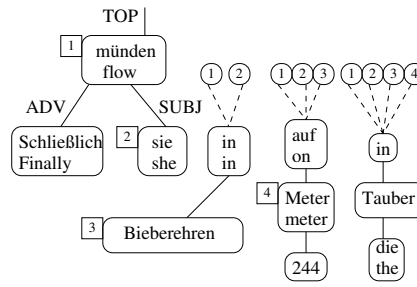 TOP
1
münden
flow
1 2
1 2 3
1 2 3 4
ADV
SUBJ
Schließlich
Finally
2
sie
she
in
in
auf
on
in
4
Meter
meter
Tauber
3
Bieberehren
244
die
the